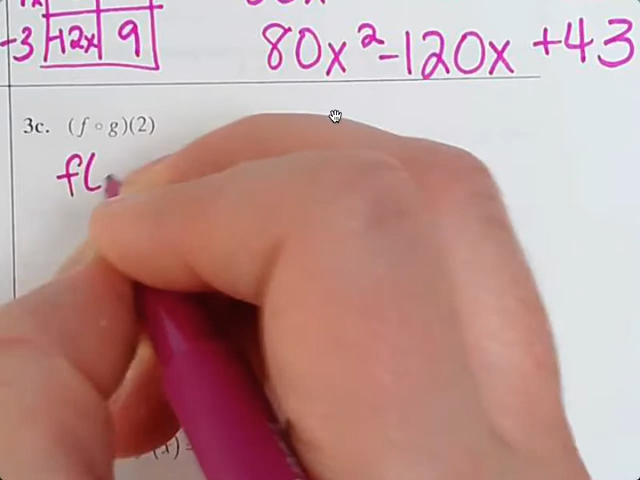 -3 -12x 9
80x²-120x +43
3c. (f ∘ g)(2)
f(